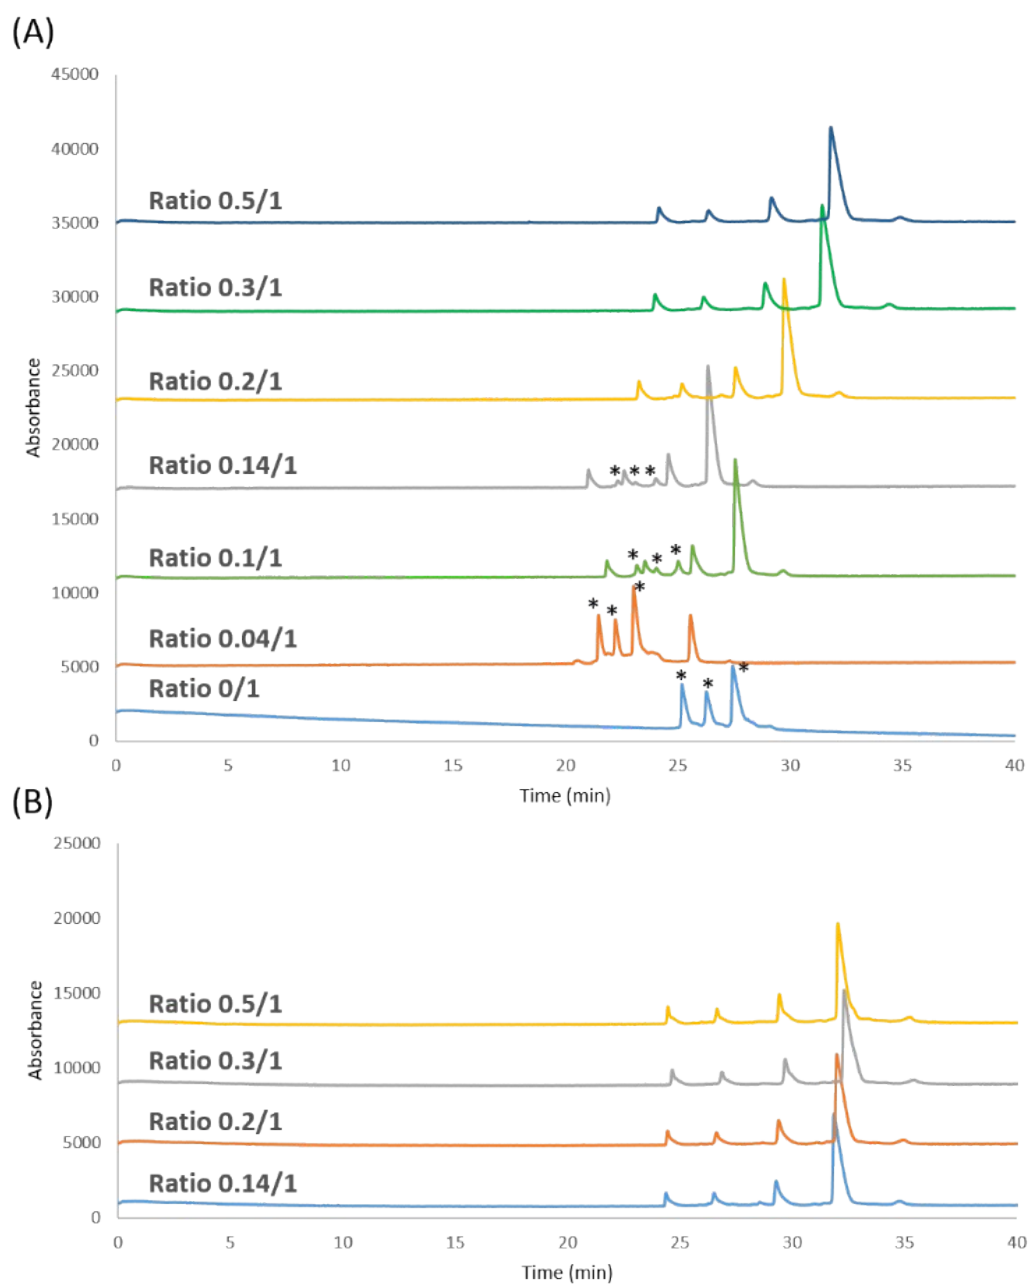 (A)
45000
40000
35000
30000
25000
20000
15000
10000
5000
0
Absorbance
Ratio 0.5/1
Ratio 0.3/1
Ratio 0.2/1
Ratio 0.14/1
* * *
Ratio 0.1/1
* * *
Ratio 0.04/1
* * *
Ratio 0/1
* * *
0 5 10 15 20 25 30 35 40
Time (min)
(B)
25000
20000
15000
10000
5000
0
Absorbance
Ratio 0.5/1
Ratio 0.3/1
Ratio 0.2/1
Ratio 0.14/1
0 5 10 15 20 25 30 35 40
Time (min)